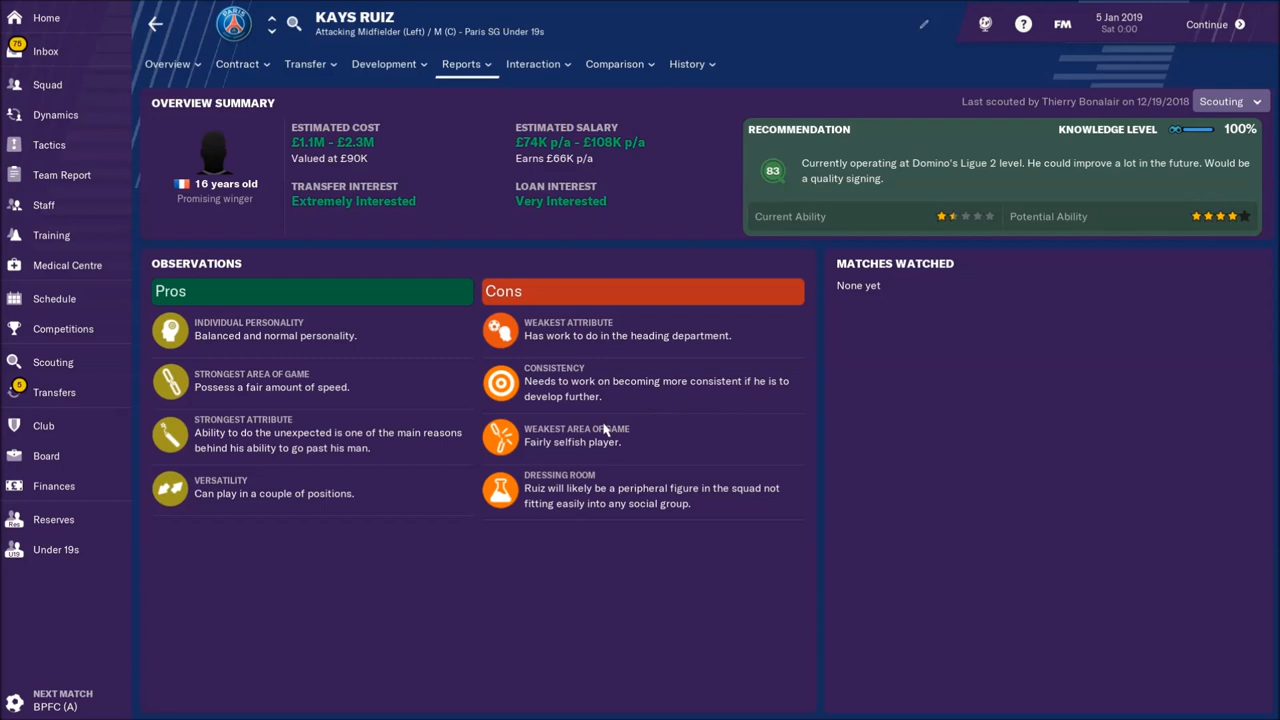 Home
75
Inbox
Squad
Dynamics
Tactics
Team Report
Staff
Training
Medical Centre
Schedule
Competitions
Scouting
5
Transfers
Club
Board
Finances
Res
Reserves
U19
Under 19s
NEXT MATCH
BPFC (A)
PARIS
KAYS RUIZ
Attacking Midfielder (Left) / M (C) - Paris SG Under 19s
?
FM
5 Jan 2019
Sat 0:00
Continue
Overview
Contract
Transfer
Development
Reports
Interaction
Comparison
History
OVERVIEW SUMMARY
Last scouted by Thierry Bonalair on 12/19/2018
Scouting
16 years old
Promising winger
ESTIMATED COST
£1.1M - £2.3M
Valued at £90K
TRANSFER INTEREST
Extremely Interested
ESTIMATED SALARY
£74K p/a - £108K p/a
Earns £66K p/a
LOAN INTEREST
Very Interested
RECOMMENDATION
KNOWLEDGE LEVEL
100%
83
Currently operating at Domino's Ligue 2 level. He could improve a lot in the future. Would be
a quality signing.
Current Ability
Potential Ability
OBSERVATIONS
Pros
INDIVIDUAL PERSONALITY
Balanced and normal personality.
STRONGEST AREA OF GAME
Possess a fair amount of speed.
STRONGEST ATTRIBUTE
Ability to do the unexpected is one of the main reasons
behind his ability to go past his man.
VERSATILITY
Can play in a couple of positions.
Cons
WEAKEST ATTRIBUTE
Has work to do in the heading department.
CONSISTENCY
Needs to work on becoming more consistent if he is to
develop further.
WEAKEST AREA OF GAME
Fairly selfish player.
DRESSING ROOM
Ruiz will likely be a peripheral figure in the squad not
fitting easily into any social group.
MATCHES WATCHED
None yet